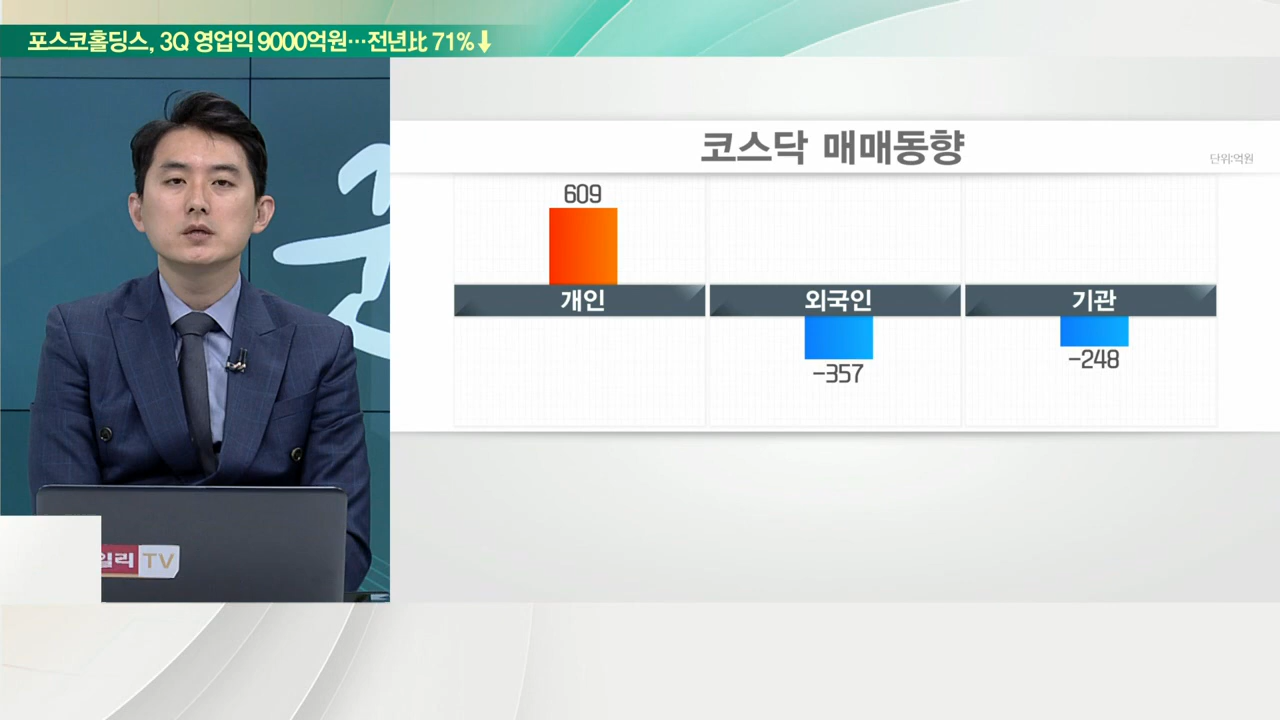 포스코홀딩스, 3Q 영업익 9000억원…전년比 71%↓
코스닥 매매동향
단위:억원
609
개인
외국인
기관
-357
-248
일리 TV